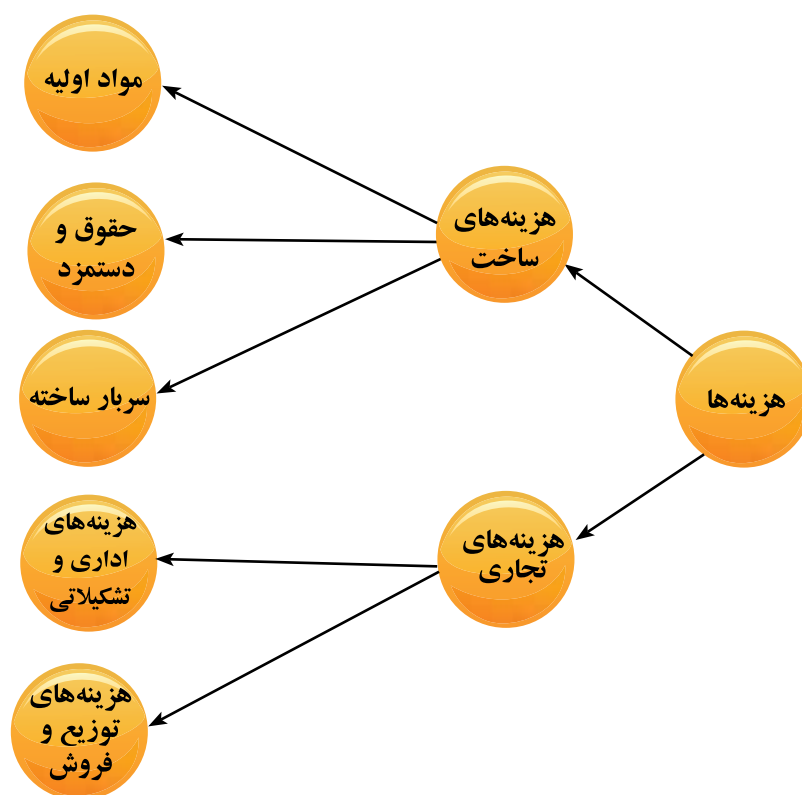 هزینه‌ها
هزینه‌های
ساخت
مواد اولیه
حقوق و
دستمزد
سربار ساخته
هزینه‌های
تجاری
هزینه‌های
اداری و
تشکیلاتی
هزینه‌های
توزیع و
فروش